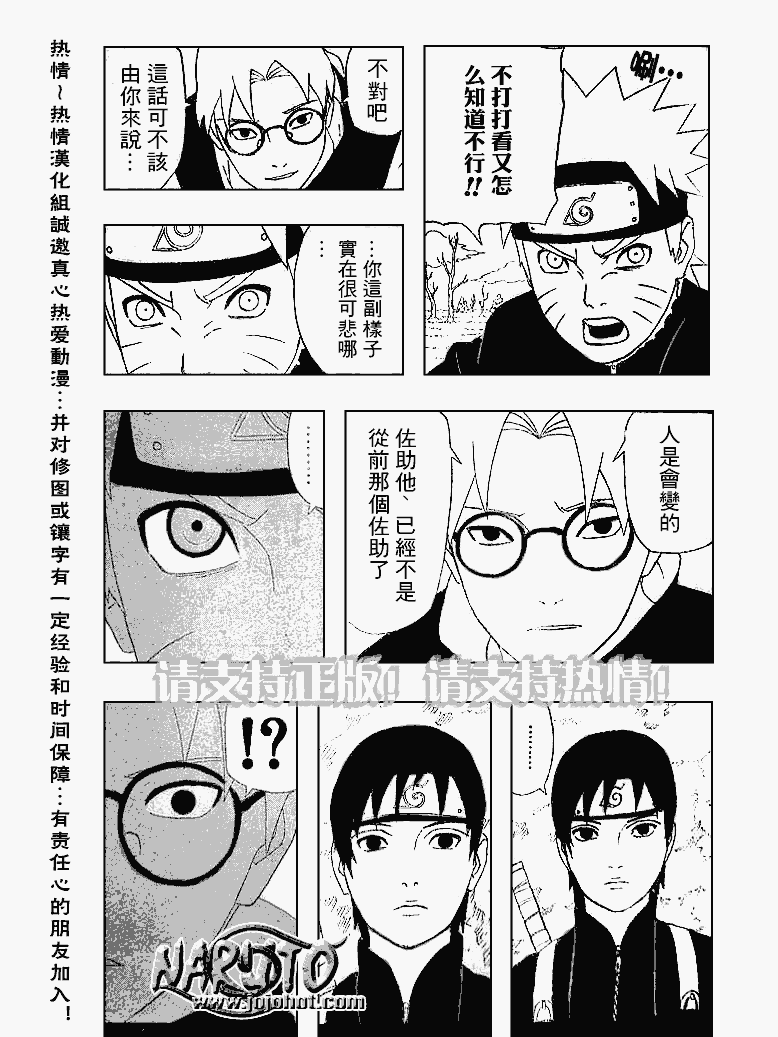 不打打看又怎
么知道不行!!
不對吧
這話可不該
由你來說…
…你這副樣子
實在很可悲哪
…
人是會變的
佐助他、已經不是
從前那個佐助了
………
………
!?
请支持正版! 请支持热情!
热情~热情漢化組誠邀真心热爱動漫…并对修图或镶字有一定经验和时间保障…有责任心的朋友加入!
NARUTO
www.jojohot.com